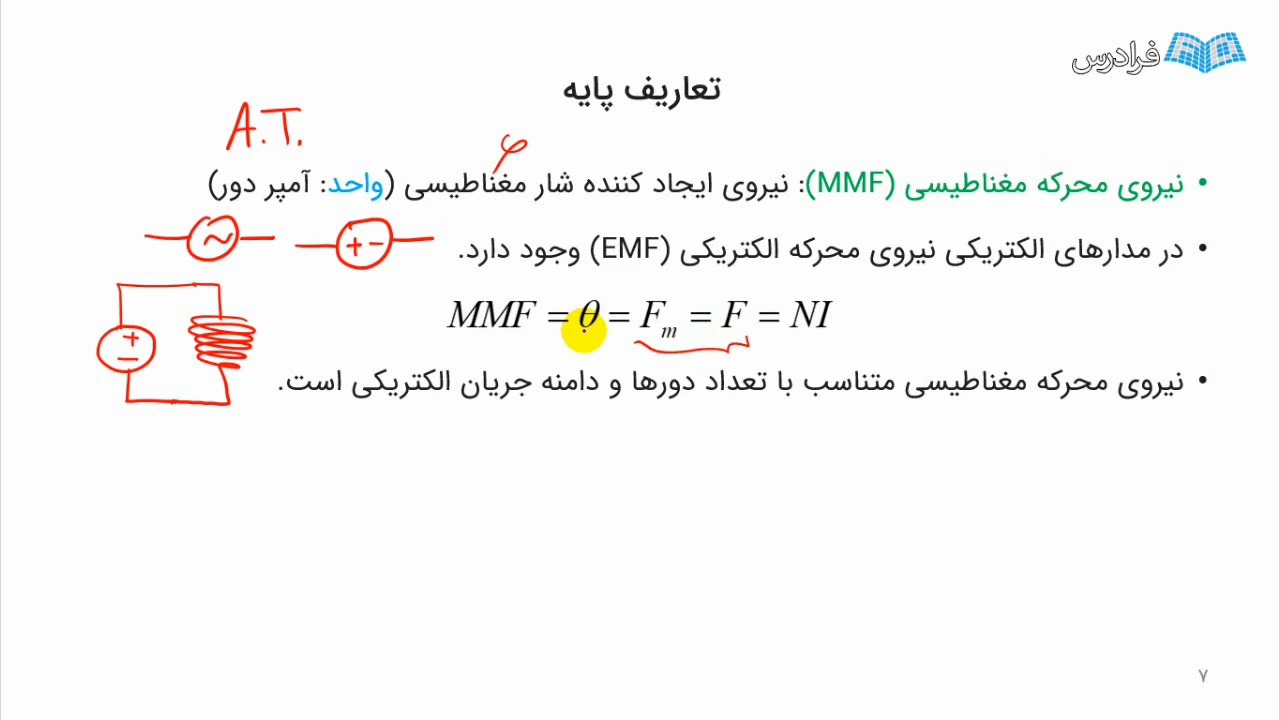 فرادرس
تعاریف پایه
A.T.
φ
• نیروی محرکه مغناطیسی (MMF): نیروی ایجاد کننده شار مغناطیسی (واحد: آمپر دور)
• در مدارهای الکتریکی نیروی محرکه الکتریکی (EMF) وجود دارد.
~ + -
MMF = θ = Fm = F = NI
+ -
• نیروی محرکه مغناطیسی متناسب با تعداد دورها و دامنه جریان الکتریکی است.
۷